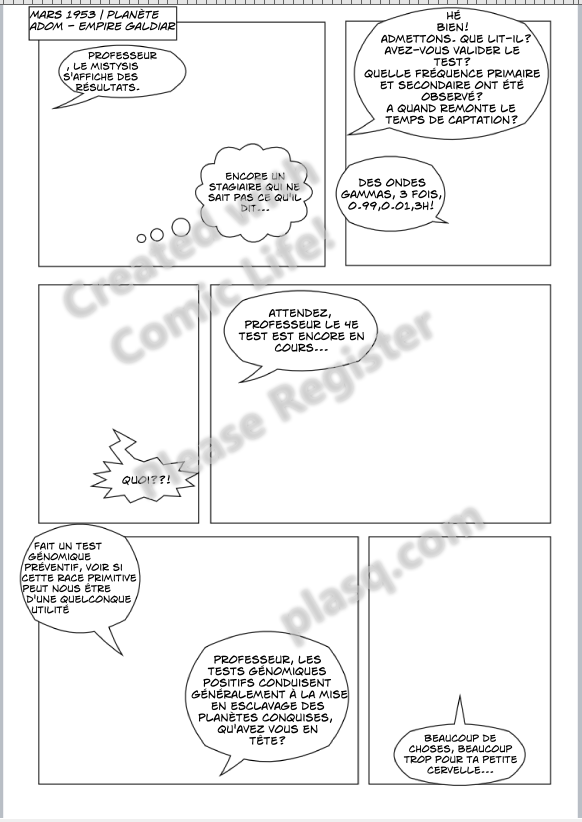 MARS 1953 | PLANÈTE
ADOM - EMPIRE GALDIAR
PROFESSEUR
, LE MISTYSIS
S'AFFICHE DES
RÉSULTATS.
ENCORE UN
STAGIAIRE QUI NE
SAIT PAS CE QU'IL
DIT...
HÉ
BIEN!
ADMETTONS. QUE LIT-IL?
AVEZ-VOUS VALIDER LE
TEST?
QUELLE FRÉQUENCE PRIMAIRE
ET SECONDAIRE ONT ÉTÉ
OBSERVÉ?
A QUAND REMONTE LE
TEMPS DE CAPTATION?
DES ONDES
GAMMAS, 3 FOIS,
0.99,0.01,3H!
QUOI??!
ATTENDEZ,
PROFESSEUR LE 4E
TEST EST ENCORE EN
COURS...
FAIT UN TEST
GÉNOMIQUE
PRÉVENTIF, VOIR SI
CETTE RACE PRIMITIVE
PEUT NOUS ÉTRE
D'UNE QUELCONQUE
UTILITÉ
PROFESSEUR, LES
TESTS GÉNOMIQUES
POSITIFS CONDUISENT
GÉNÉRALEMENT À LA MISE
EN ESCLAVAGE DES
PLANÈTES CONQUISES,
QU'AVEZ VOUS EN
TÊTE?
BEAUCOUP DE
CHOSES, BEAUCOUP
TROP POUR TA PETITE
CERVELLE...
Created with
Comic Life!
Please Register
plasq.com